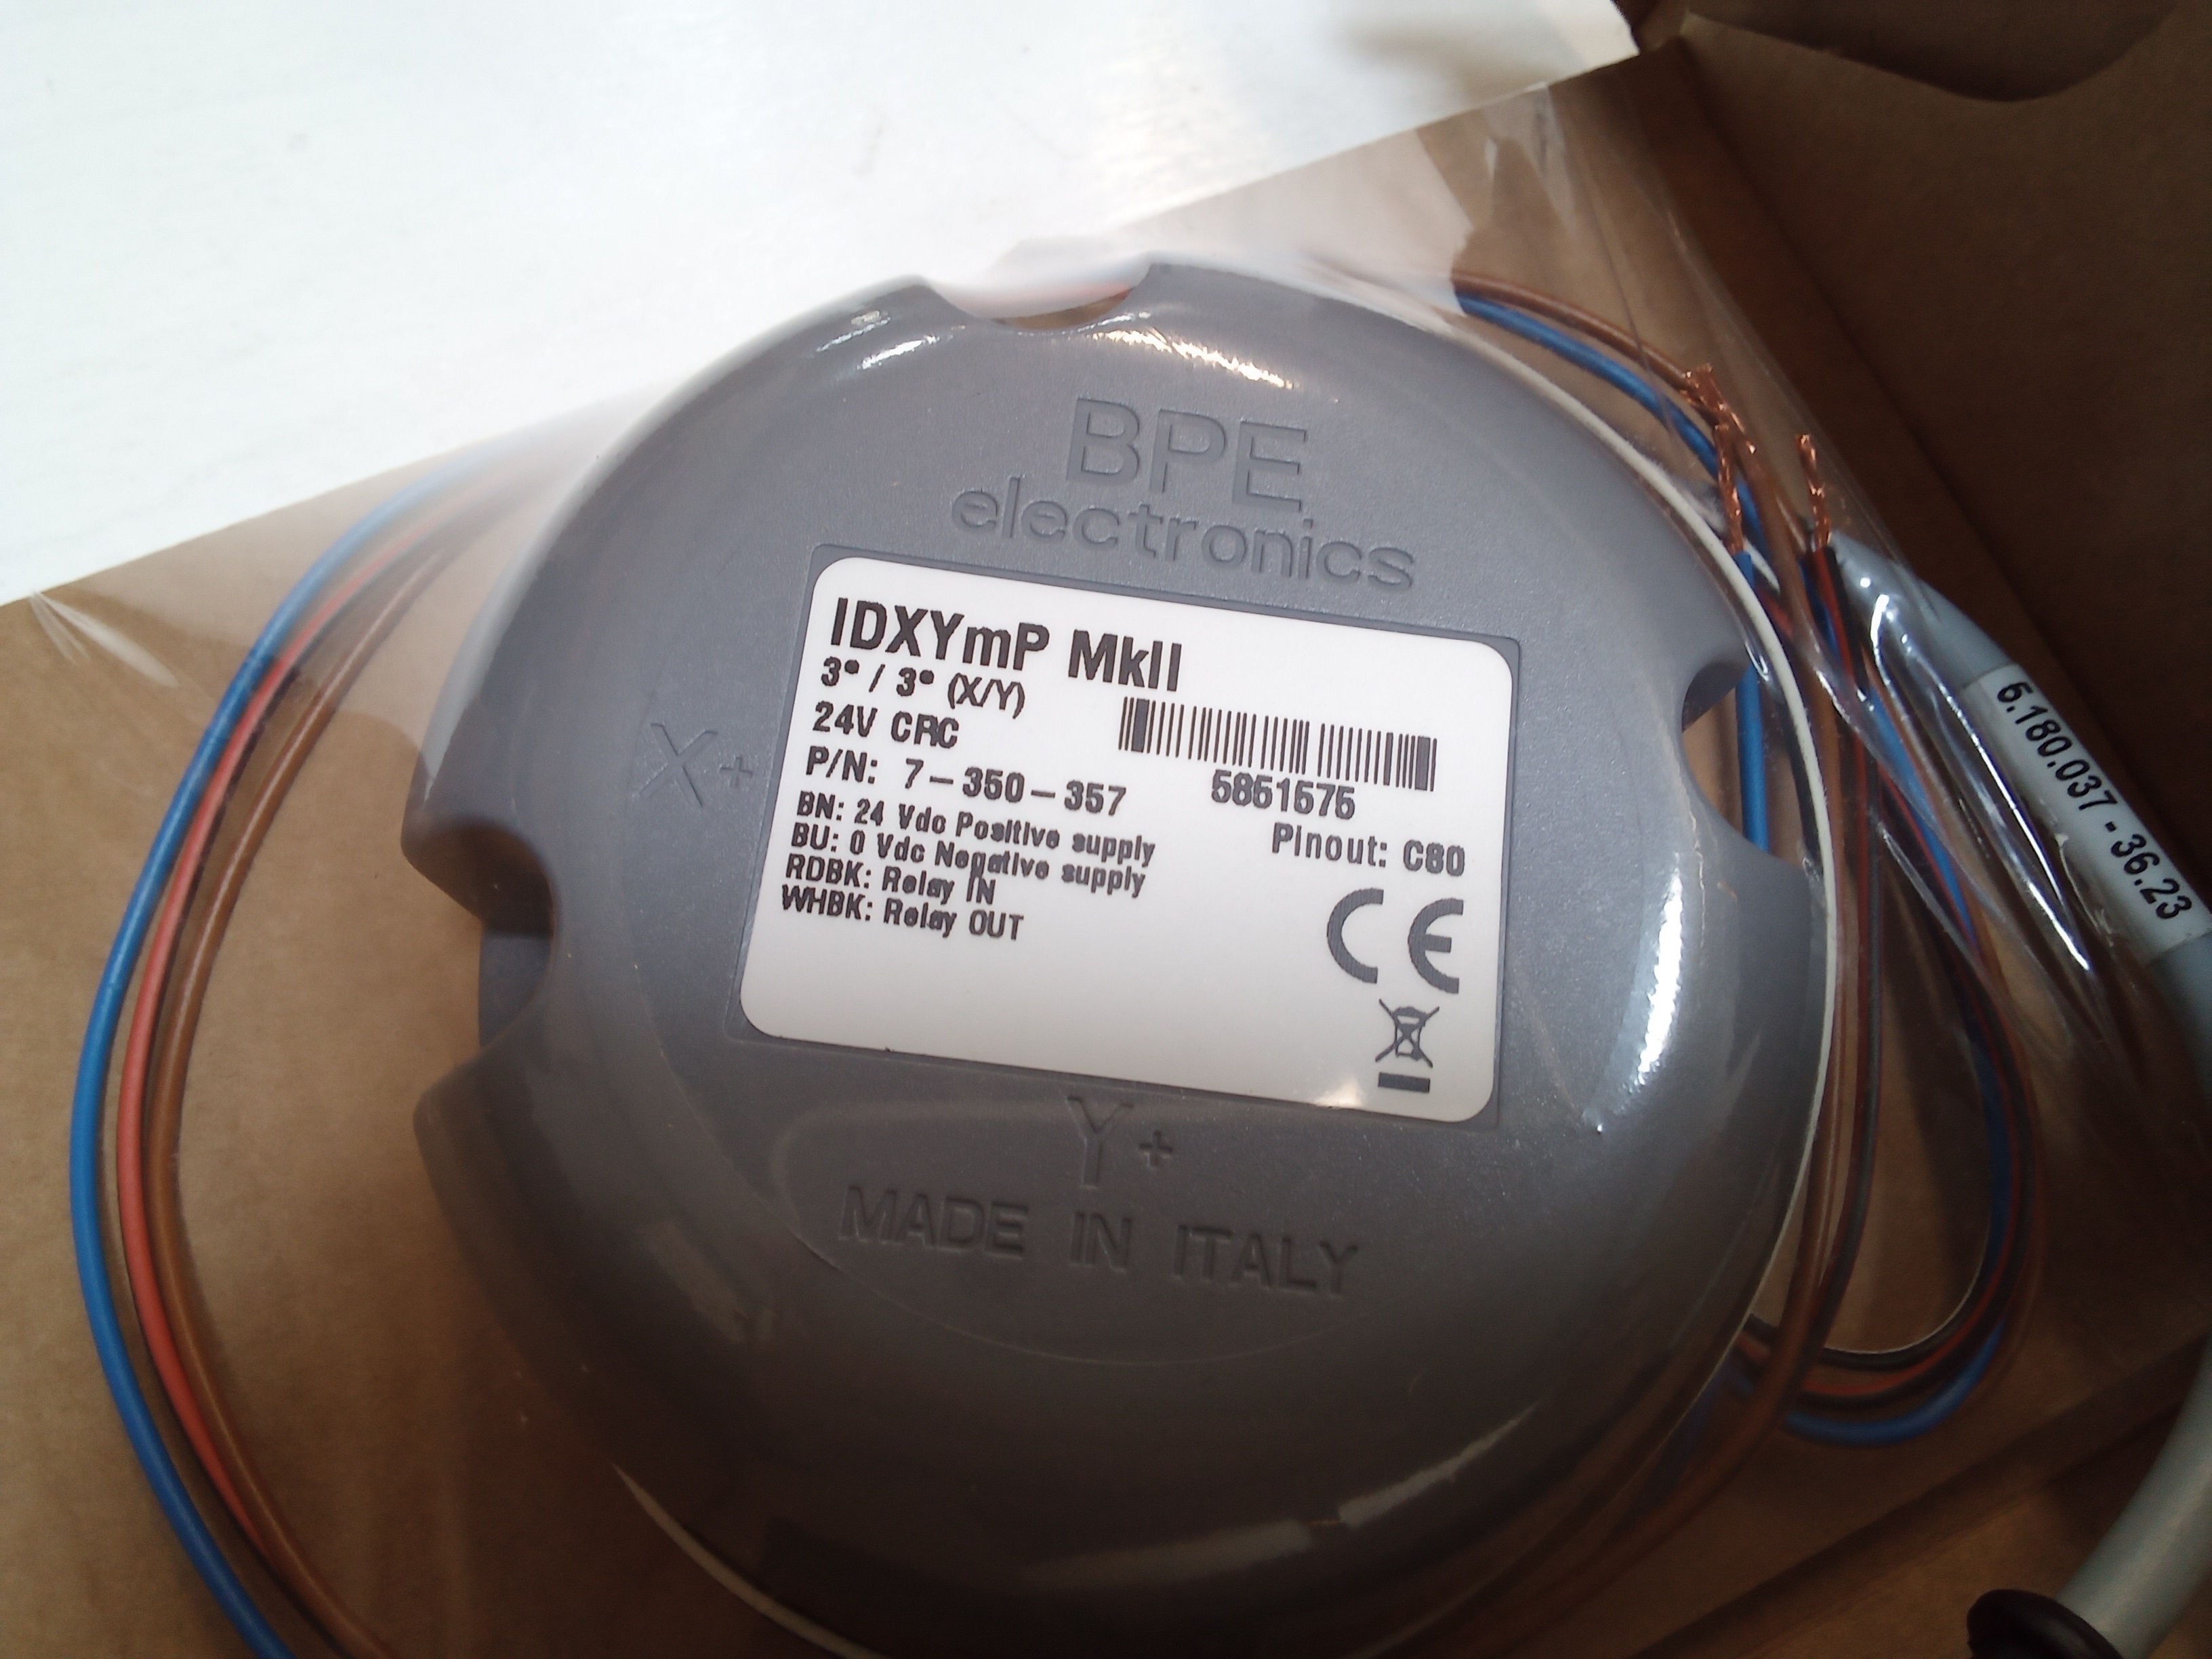 BPE
electronics
IDXYmP MkII
3° / 3° (X/Y)
24V CRC
P/N: 7-350-357
5851575
Pinout: C60
BN: 24 Vdc Positive supply
BU: 0 Vdc Negative supply
RDBK: Relay IN
WHBK: Relay OUT
CE
X+
Y+
MADE IN ITALY
6.180.037-36.23